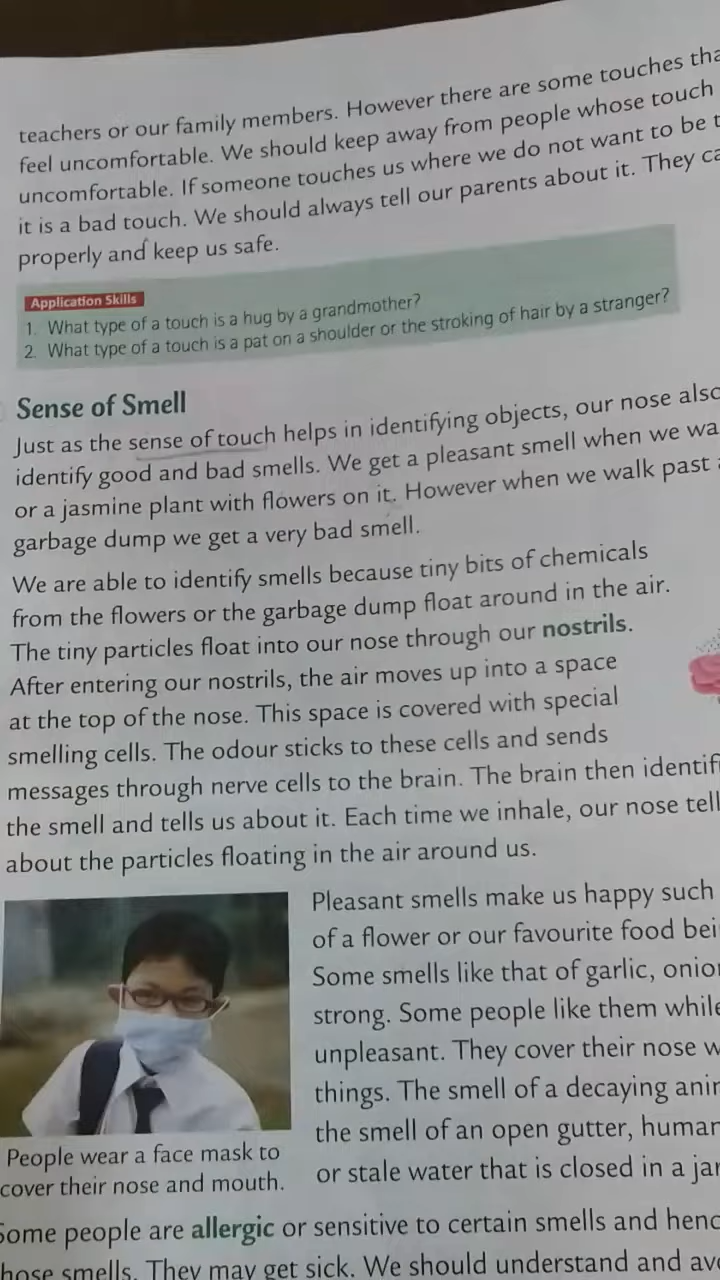 teachers or our family members. However there are some touches
feel uncomfortable. We should keep away from people whose touch
uncomfortable. If someone touches us where we do not want to be
it is a bad touch. We should always tell our parents about it. They
properly and keep us safe.
Application Skills
1. What type of a touch is a hug by a grandmother?
2. What type of a touch is a pat on a shoulder or the stroking of hair by a stranger?
Sense of Smell
Just as the sense of touch helps in identifying objects, our nose also
identify good and bad smells. We get a pleasant smell when we
or a jasmine plant with flowers on it. However when we walk past
garbage dump we get a very bad smell.
We are able to identify smells because tiny bits of chemicals
from the flowers or the garbage dump float around in the air.
The tiny particles float into our nose through our nostrils.
After entering our nostrils, the air moves up into a space
at the top of the nose. This space is covered with special
smelling cells. The odour sticks to these cells and sends
messages through nerve cells to the brain. The brain then
the smell and tells us about it. Each time we inhale, our nose
about the particles floating in the air around us.
Pleasant smells make us happy such
of a flower or our favourite food
Some smells like that of garlic,
strong. Some people like them while
unpleasant. They cover their nose
things. The smell of a decaying
the smell of an open gutter, human
or stale water that is closed in a
People wear a face mask to
cover their nose and mouth.
Some people are allergic or sensitive to certain smells and
smells. They may get sick. We should understand and